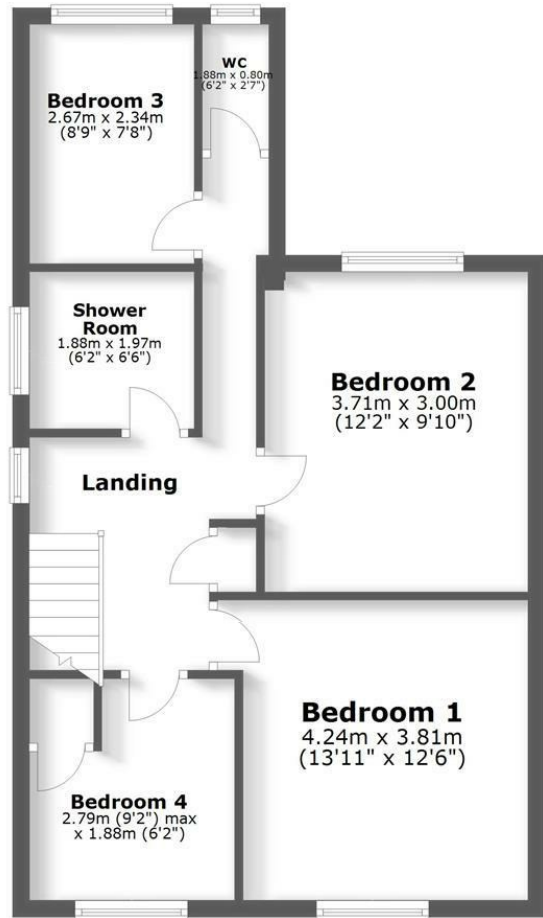 WC
1.88m x 0.80m
(6'2" x 2'7")
Bedroom 3
2.67m x 2.34m
(8'9" x 7'8")
Shower
Room
1.88m x 1.97m
(6'2" x 6'6")
Bedroom 2
3.71m x 3.00m
(12'2" x 9'10")
Landing
Bedroom 1
4.24m x 3.81m
(13'11" x 12'6")
Bedroom 4
2.79m (9'2") max
x 1.88m (6'2")